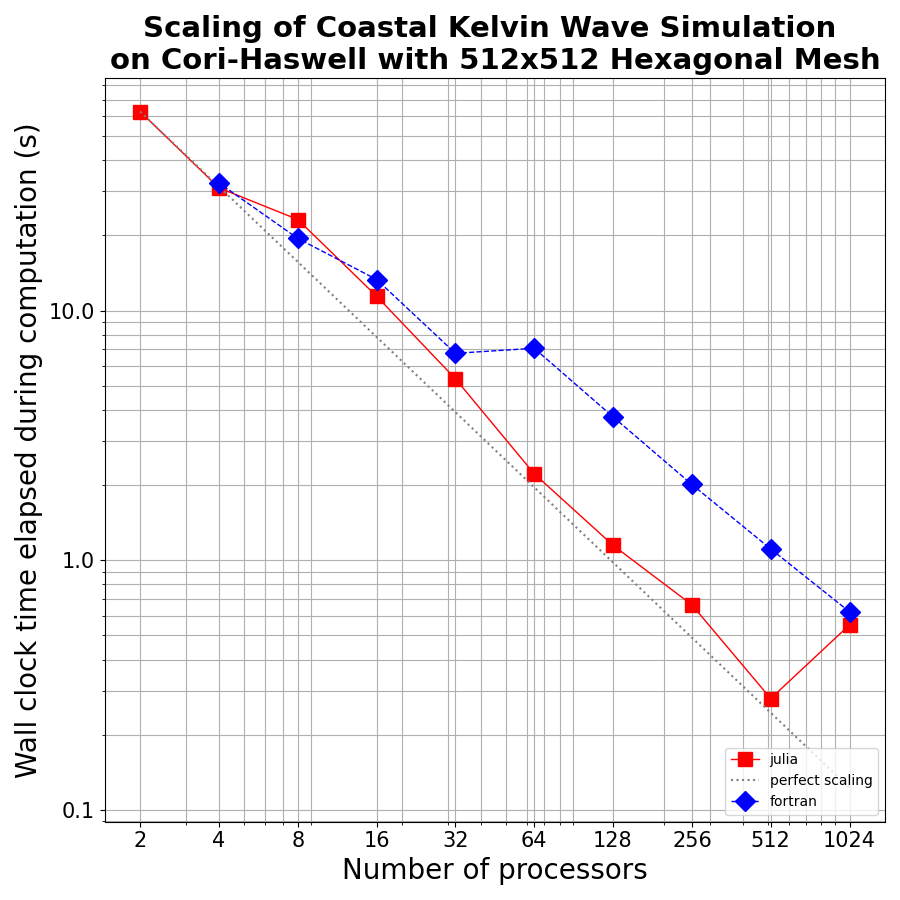 Scaling of Coastal Kelvin Wave Simulation
on Cori-Haswell with 512x512 Hexagonal Mesh
Wall clock time elapsed during computation (s)
10.0
1.0
0.1
julia
perfect scaling
fortran
2 4 8 16 32 64 128 256 512 1024
Number of processors